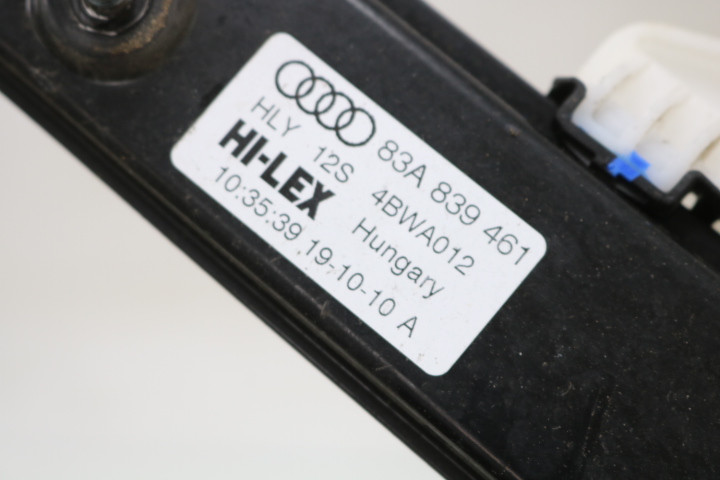 83A 839 461
HLY 12S 4BWA012
HI-LEX Hungary
10:35:39 19-10-10 A